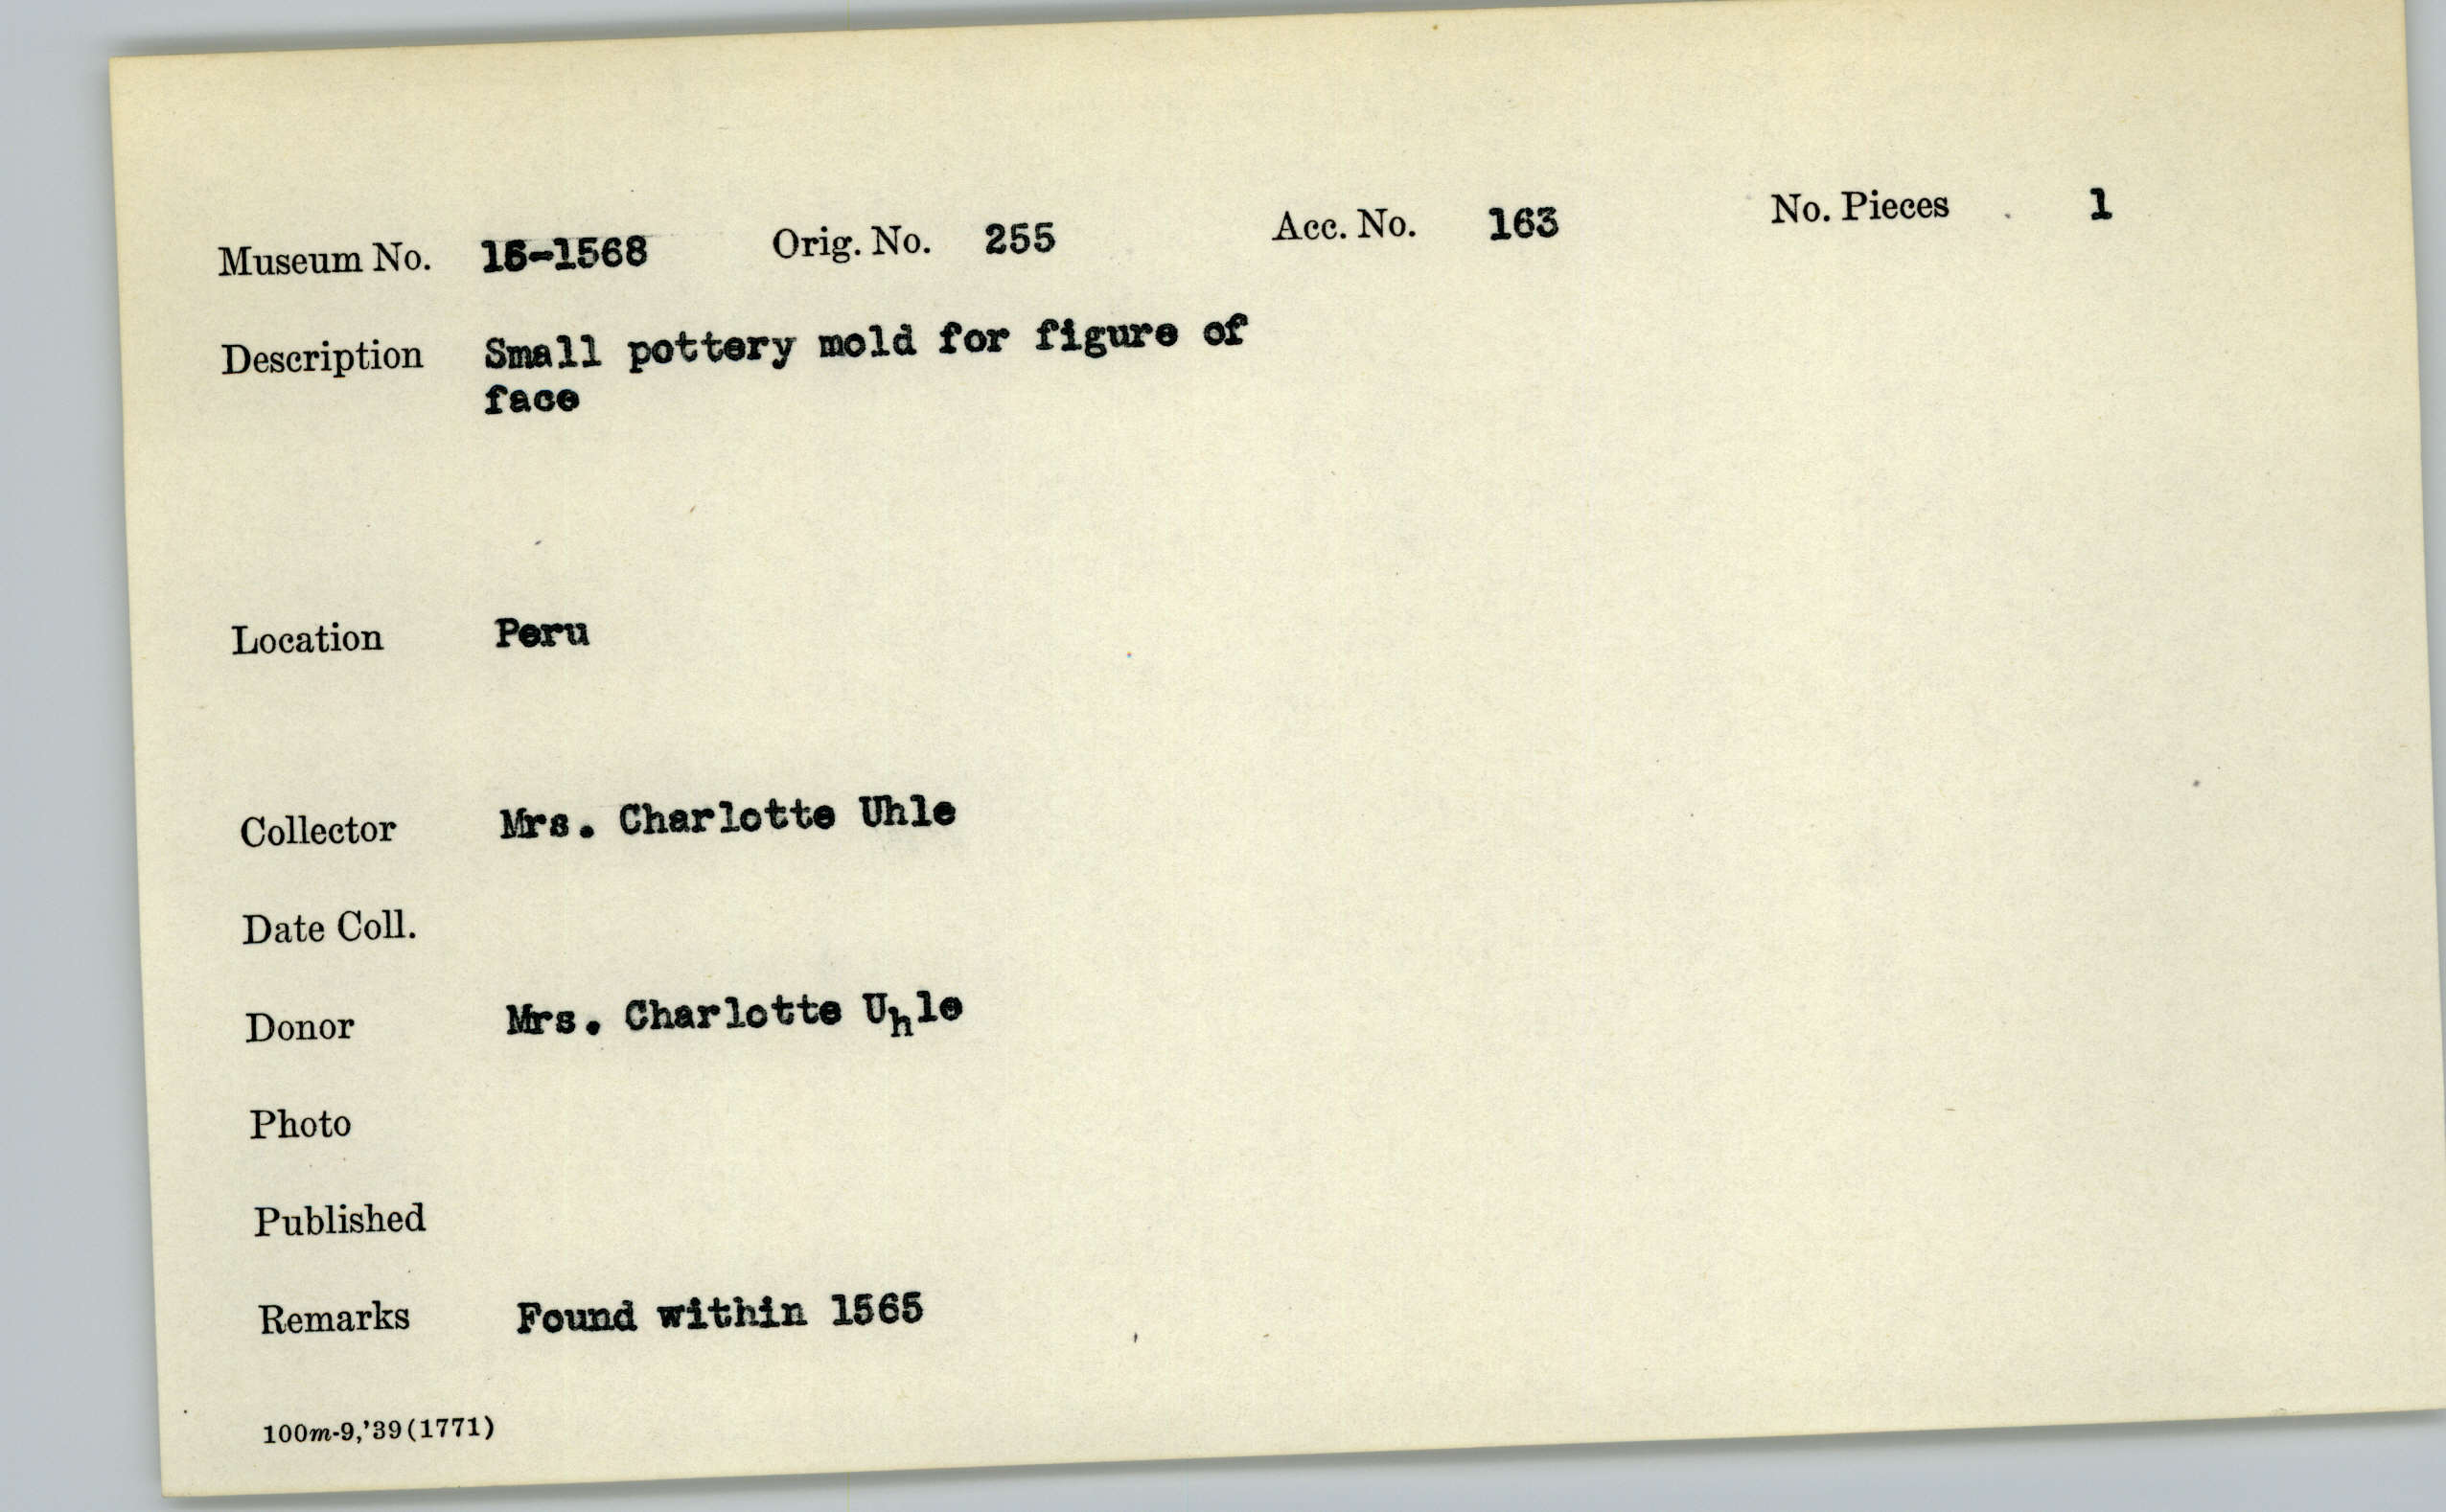 Museum No. 16-1568 Orig. No. 255 Acc. No. 163 No. Pieces 1
Description Small pottery mold for figure of
face
Location Peru
Collector Mrs. Charlotte Uhle
Date Coll.
Donor Mrs. Charlotte Uhle
Photo
Published
Remarks Found within 1565
100m-9,'39(1771)